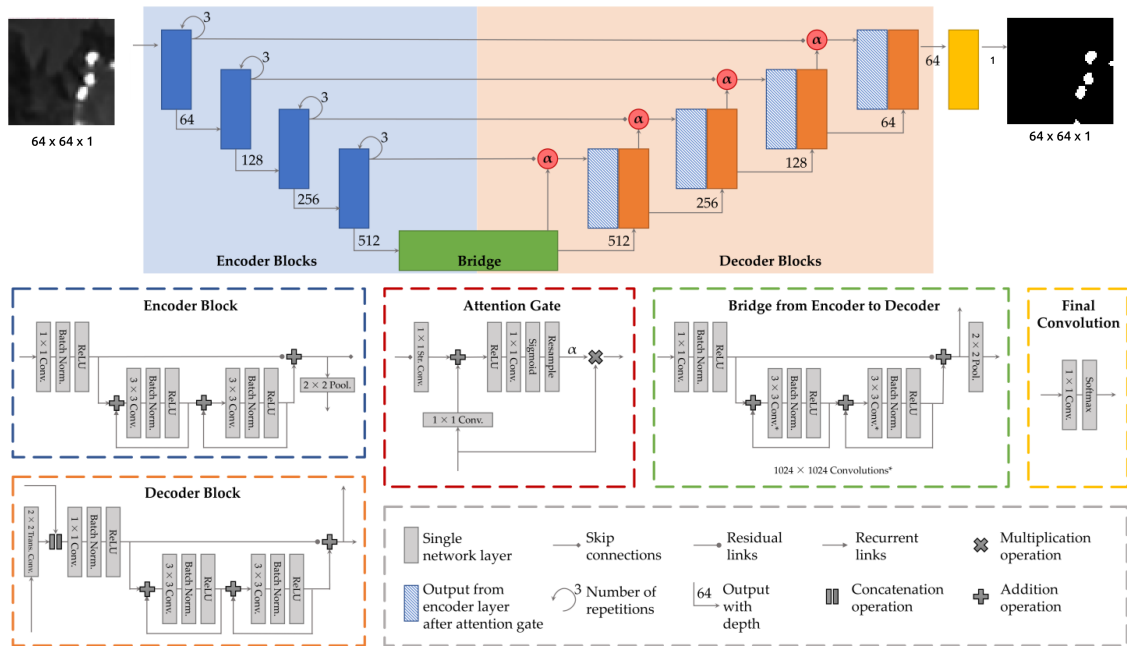 3
3
3
3
α
α
α
α
64
128
256
512
512
256
128
64
64
1
64 x 64 x 1
64 x 64 x 1
Encoder Blocks
Bridge
Decoder Blocks
Encoder Block
1 × 1 Conv.
Batch Norm.
ReLU
3 × 3 Conv.
Batch Norm.
ReLU
3 × 3 Conv.
Batch Norm.
ReLU
2 × 2 Pool.
Attention Gate
1 × 1 Str. Conv.
ReLU
1 × 1 Conv.
Sigmoid
Resample
α
1 × 1 Conv.
Bridge from Encoder to Decoder
1 × 1 Conv.
Batch Norm.
ReLU
3 × 3 Conv.*
Batch Norm.
ReLU
3 × 3 Conv.*
Batch Norm.
ReLU
2 × 2 Pool.
1024 × 1024 Convolutions*
Final
Convolution
1 × 1 Conv.
Softmax
Decoder Block
2 × 2 Trans. Conv.
1 × 1 Conv.
Batch Norm.
ReLU
3 × 3 Conv.
Batch Norm.
ReLU
3 × 3 Conv.
Batch Norm.
ReLU
Single
network layer
Skip
connections
Residual
links
Recurrent
links
Multiplication
operation
Output from
encoder layer
after attention gate
3
Number of
repetitions
64
Output
with
depth
Concatenation
operation
Addition
operation